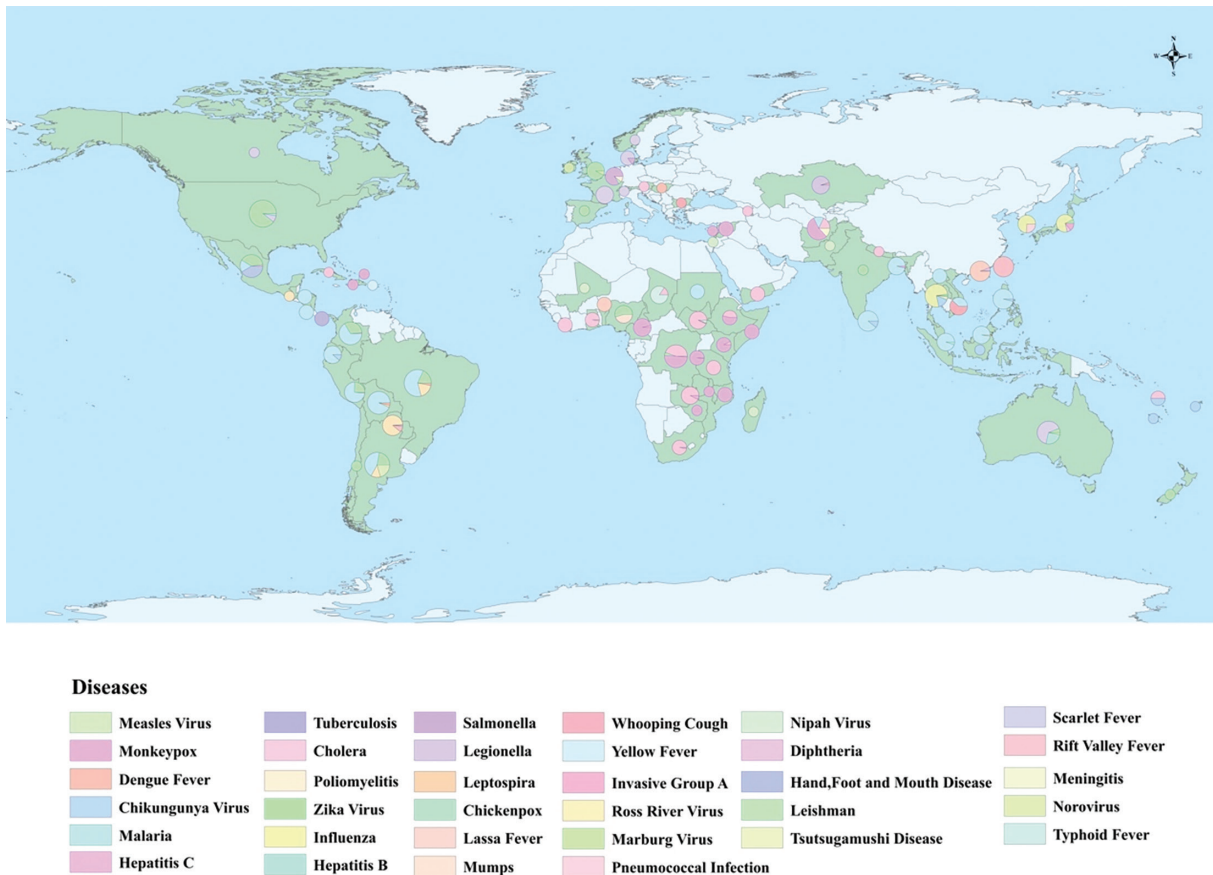 N
W E
S
Diseases
Measles Virus
Monkeypox
Dengue Fever
Chikungunya Virus
Malaria
Hepatitis C
Tuberculosis
Cholera
Poliomyelitis
Zika Virus
Influenza
Hepatitis B
Salmonella
Legionella
Leptospira
Chickenpox
Lassa Fever
Mumps
Whooping Cough
Yellow Fever
Invasive Group A
Ross River Virus
Marburg Virus
Pneumococcal Infection
Nipah Virus
Diphtheria
Hand,Foot and Mouth Disease
Leishman
Tsutsugamushi Disease
Scarlet Fever
Rift Valley Fever
Meningitis
Norovirus
Typhoid Fever